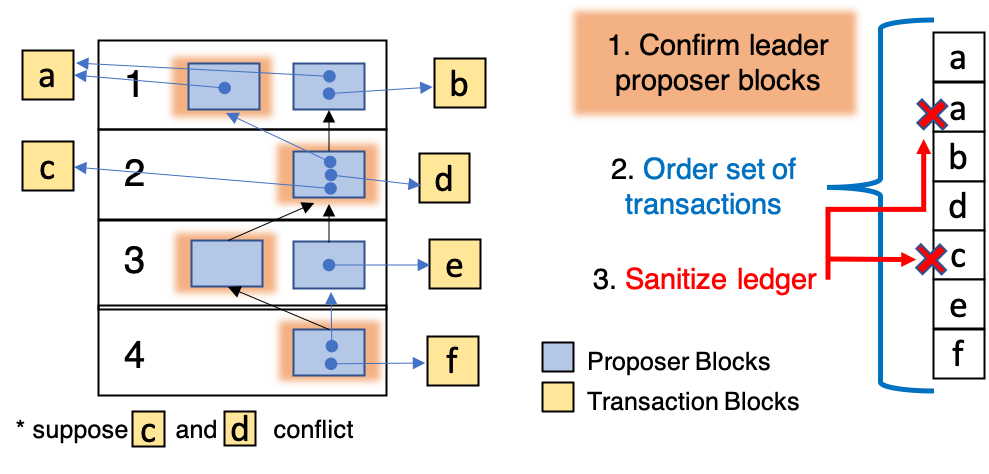 a
1
b
c
2
d
3
e
4
f
* suppose c and d conflict
1. Confirm leader
proposer blocks
2. Order set of
transactions
3. Sanitize ledger
Proposer Blocks
Transaction Blocks
a
a
b
d
c
e
f